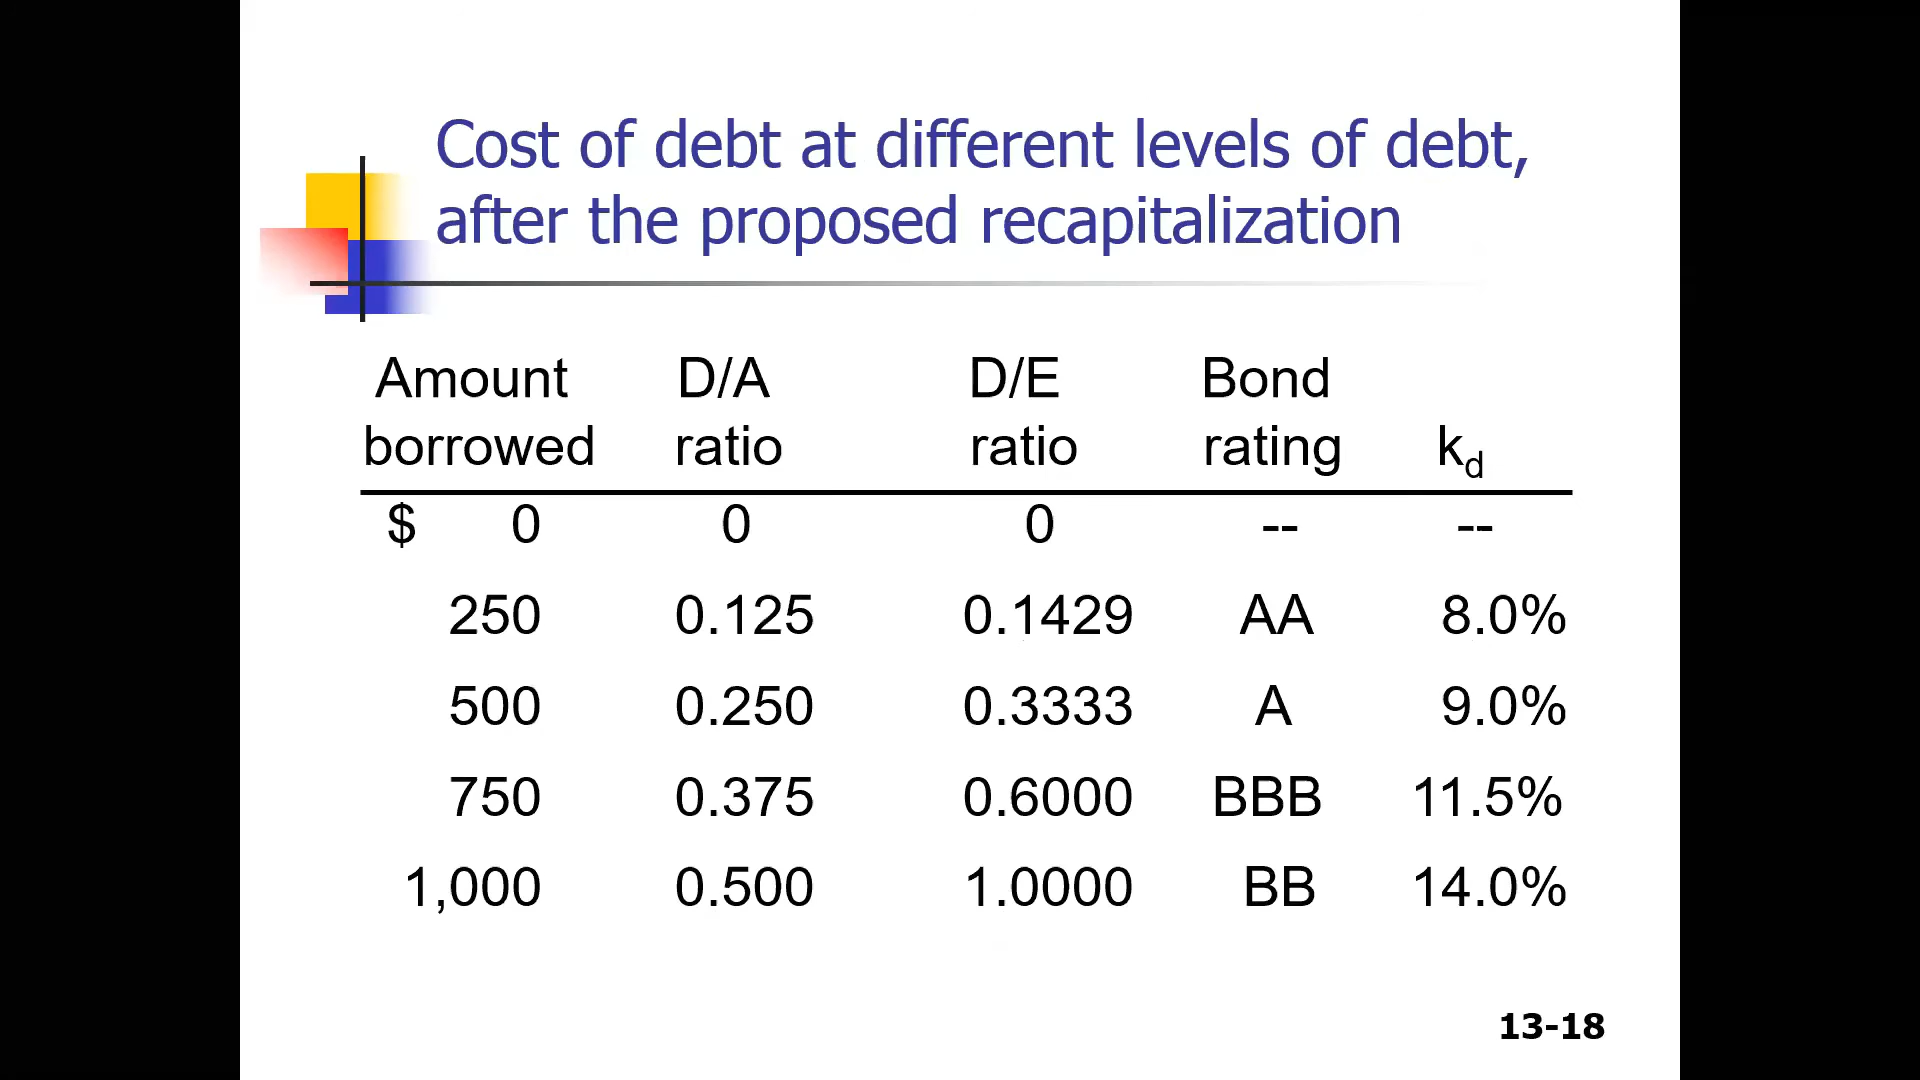 Cost of debt at different levels of debt,
after the proposed recapitalization
Amount D/A D/E Bond
borrowed ratio ratio rating kd
$ 0 0 0 -- --
250 0.125 0.1429 AA 8.0%
500 0.250 0.3333 A 9.0%
750 0.375 0.6000 BBB 11.5%
1,000 0.500 1.0000 BB 14.0%
13-18